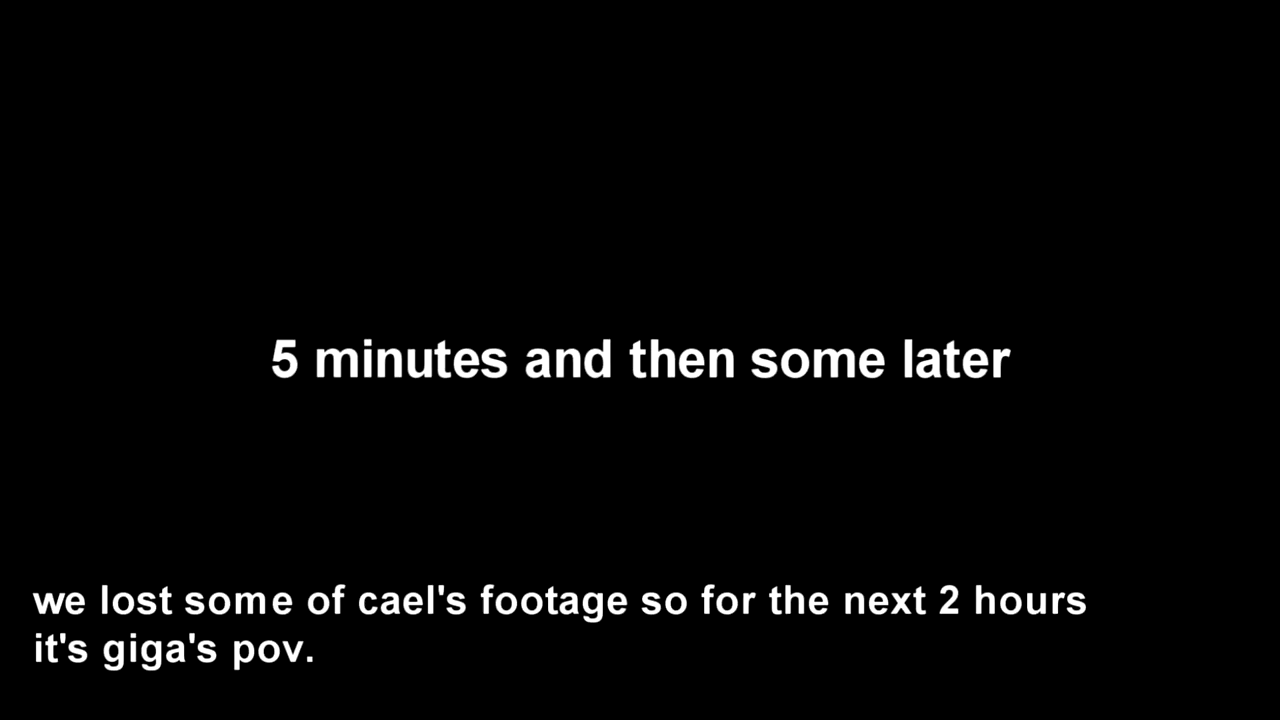 5 minutes and then some later
we lost some of cael's footage so for the next 2 hours
it's giga's pov.